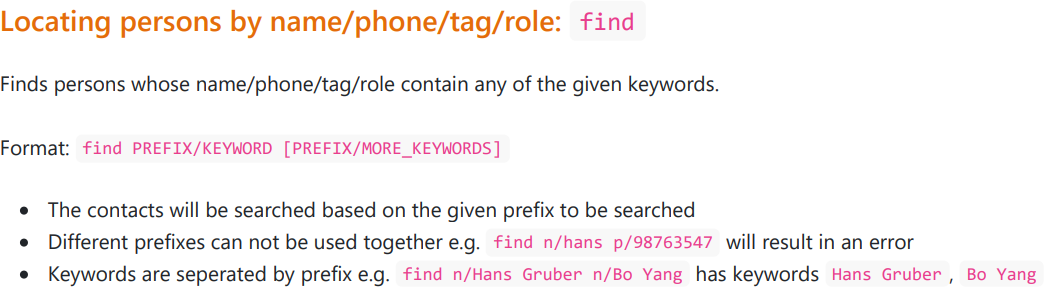 Locating persons by name/phone/tag/role: find
Finds persons whose name/phone/tag/role contain any of the given keywords.
Format: find PREFIX/KEYWORD [PREFIX/MORE_KEYWORDS]
• The contacts will be searched based on the given prefix to be searched
• Different prefixes can not be used together e.g. find n/hans p/98763547 will result in an error
• Keywords are seperated by prefix e.g. find n/Hans Gruber n/Bo Yang has keywords Hans Gruber, Bo Yang